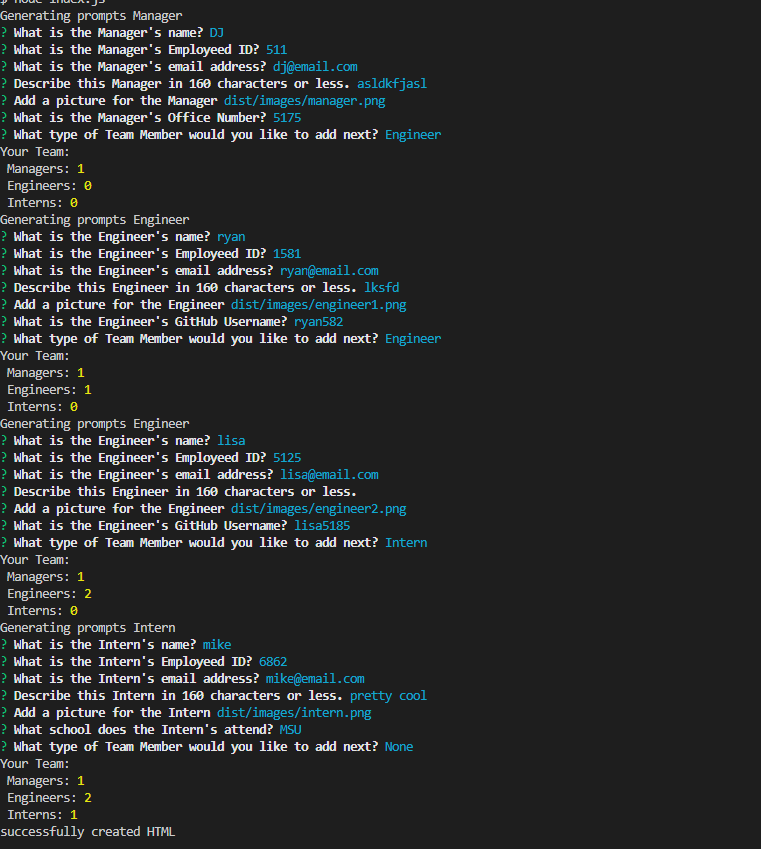 $ node index.js
Generating prompts Manager
? What is the Manager's name? DJ
? What is the Manager's Employeed ID? 511
? What is the Manager's email address? dj@email.com
? Describe this Manager in 160 characters or less. asldkfjasl
? Add a picture for the Manager dist/images/manager.png
? What is the Manager's Office Number? 5175
? What type of Team Member would you like to add next? Engineer
Your Team:
Managers: 1
Engineers: 0
Interns: 0
Generating prompts Engineer
? What is the Engineer's name? ryan
? What is the Engineer's Employeed ID? 1581
? What is the Engineer's email address? ryan@email.com
? Describe this Engineer in 160 characters or less. lksfd
? Add a picture for the Engineer dist/images/engineer1.png
? What is the Engineer's GitHub Username? ryan582
? What type of Team Member would you like to add next? Engineer
Your Team:
Managers: 1
Engineers: 1
Interns: 0
Generating prompts Engineer
? What is the Engineer's name? lisa
? What is the Engineer's Employeed ID? 5125
? What is the Engineer's email address? lisa@email.com
? Describe this Engineer in 160 characters or less.
? Add a picture for the Engineer dist/images/engineer2.png
? What is the Engineer's GitHub Username? lisa5185
? What type of Team Member would you like to add next? Intern
Your Team:
Managers: 1
Engineers: 2
Interns: 0
Generating prompts Intern
? What is the Intern's name? mike
? What is the Intern's Employeed ID? 6862
? What is the Intern's email address? mike@email.com
? Describe this Intern in 160 characters or less. pretty cool
? Add a picture for the Intern dist/images/intern.png
? What school does the Intern's attend? MSU
? What type of Team Member would you like to add next? None
Your Team:
Managers: 1
Engineers: 2
Interns: 1
successfully created HTML